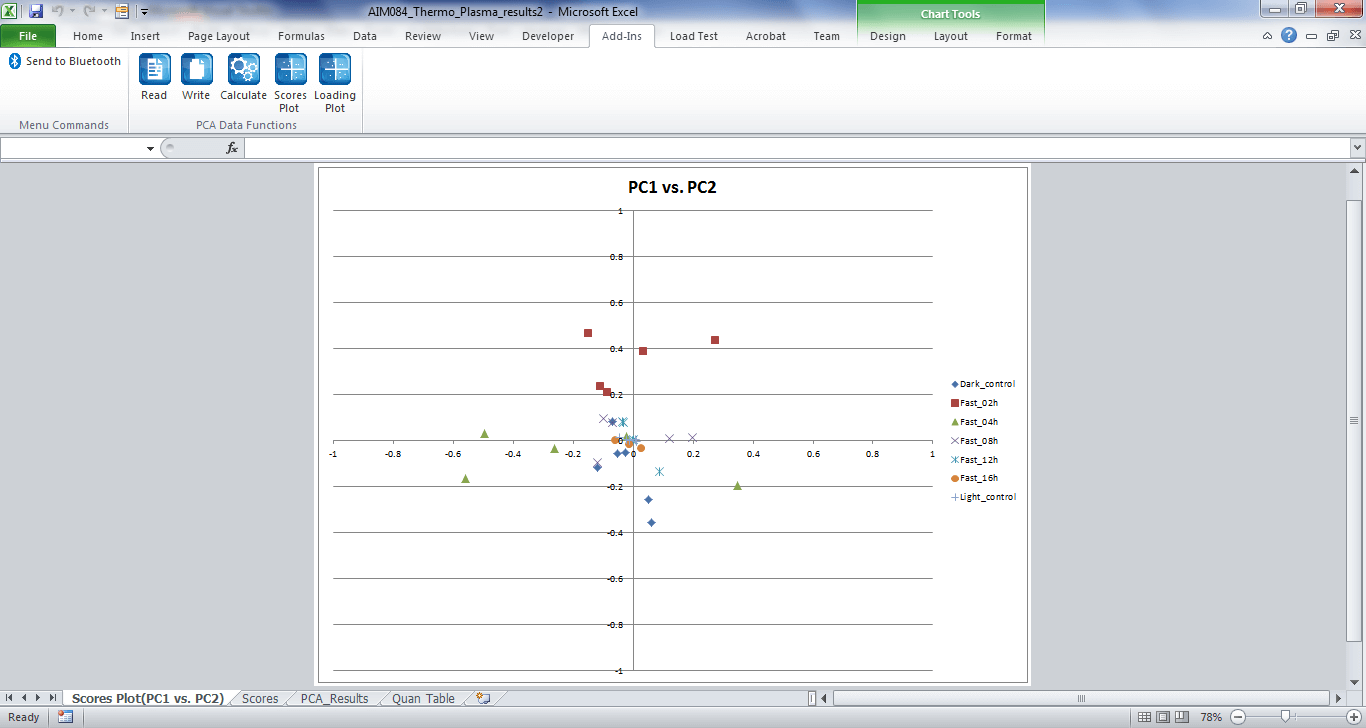 AIM084_Thermo_Plasma_results2 - Microsoft Excel
Chart Tools
File Home Insert Page Layout Formulas Data Review View Developer Add-Ins Load Test Acrobat Team Design Layout Format
Send to Bluetooth
Read Write Calculate Scores Plot Loading Plot
Menu Commands
PCA Data Functions
fx
PC1 vs. PC2
1
0.8
0.6
0.4
0.2
0
-0.2
-0.4
-0.6
-0.8
-1
-1 -0.8 -0.6 -0.4 -0.2 0 0.2 0.4 0.6 0.8 1
Dark_control
Fast_02h
Fast_04h
Fast_08h
Fast_12h
Fast_16h
Light_control
Scores Plot(PC1 vs. PC2) Scores PCA_Results Quan Table
Ready
78%